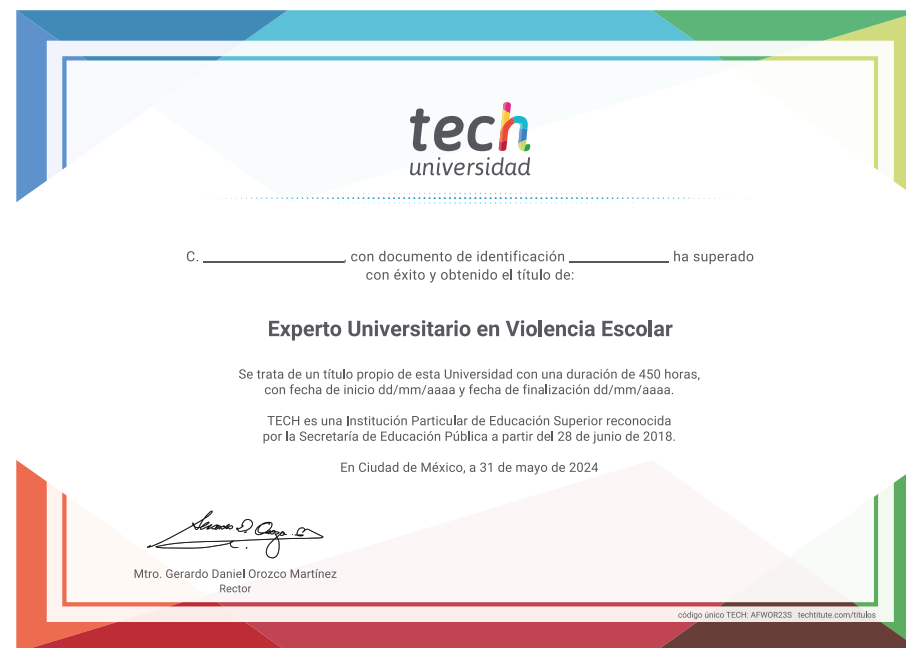 tech
universidad
C. ____________, con documento de identificación ____________ ha superado
con éxito y obtenido el título de:
Experto Universitario en Violencia Escolar
Se trata de un título propio de esta Universidad con una duración de 450 horas,
con fecha de inicio dd/mm/aaaa y fecha de finalización dd/mm/aaaa.
TECH es una Institución Particular de Educación Superior reconocida
por la Secretaría de Educación Pública a partir del 28 de junio de 2018.
En Ciudad de México, a 31 de mayo de 2024
Mtro. Gerardo Daniel Orozco Martínez
Rector
código único TECH: AFWOR23S techtitute.com/titulos